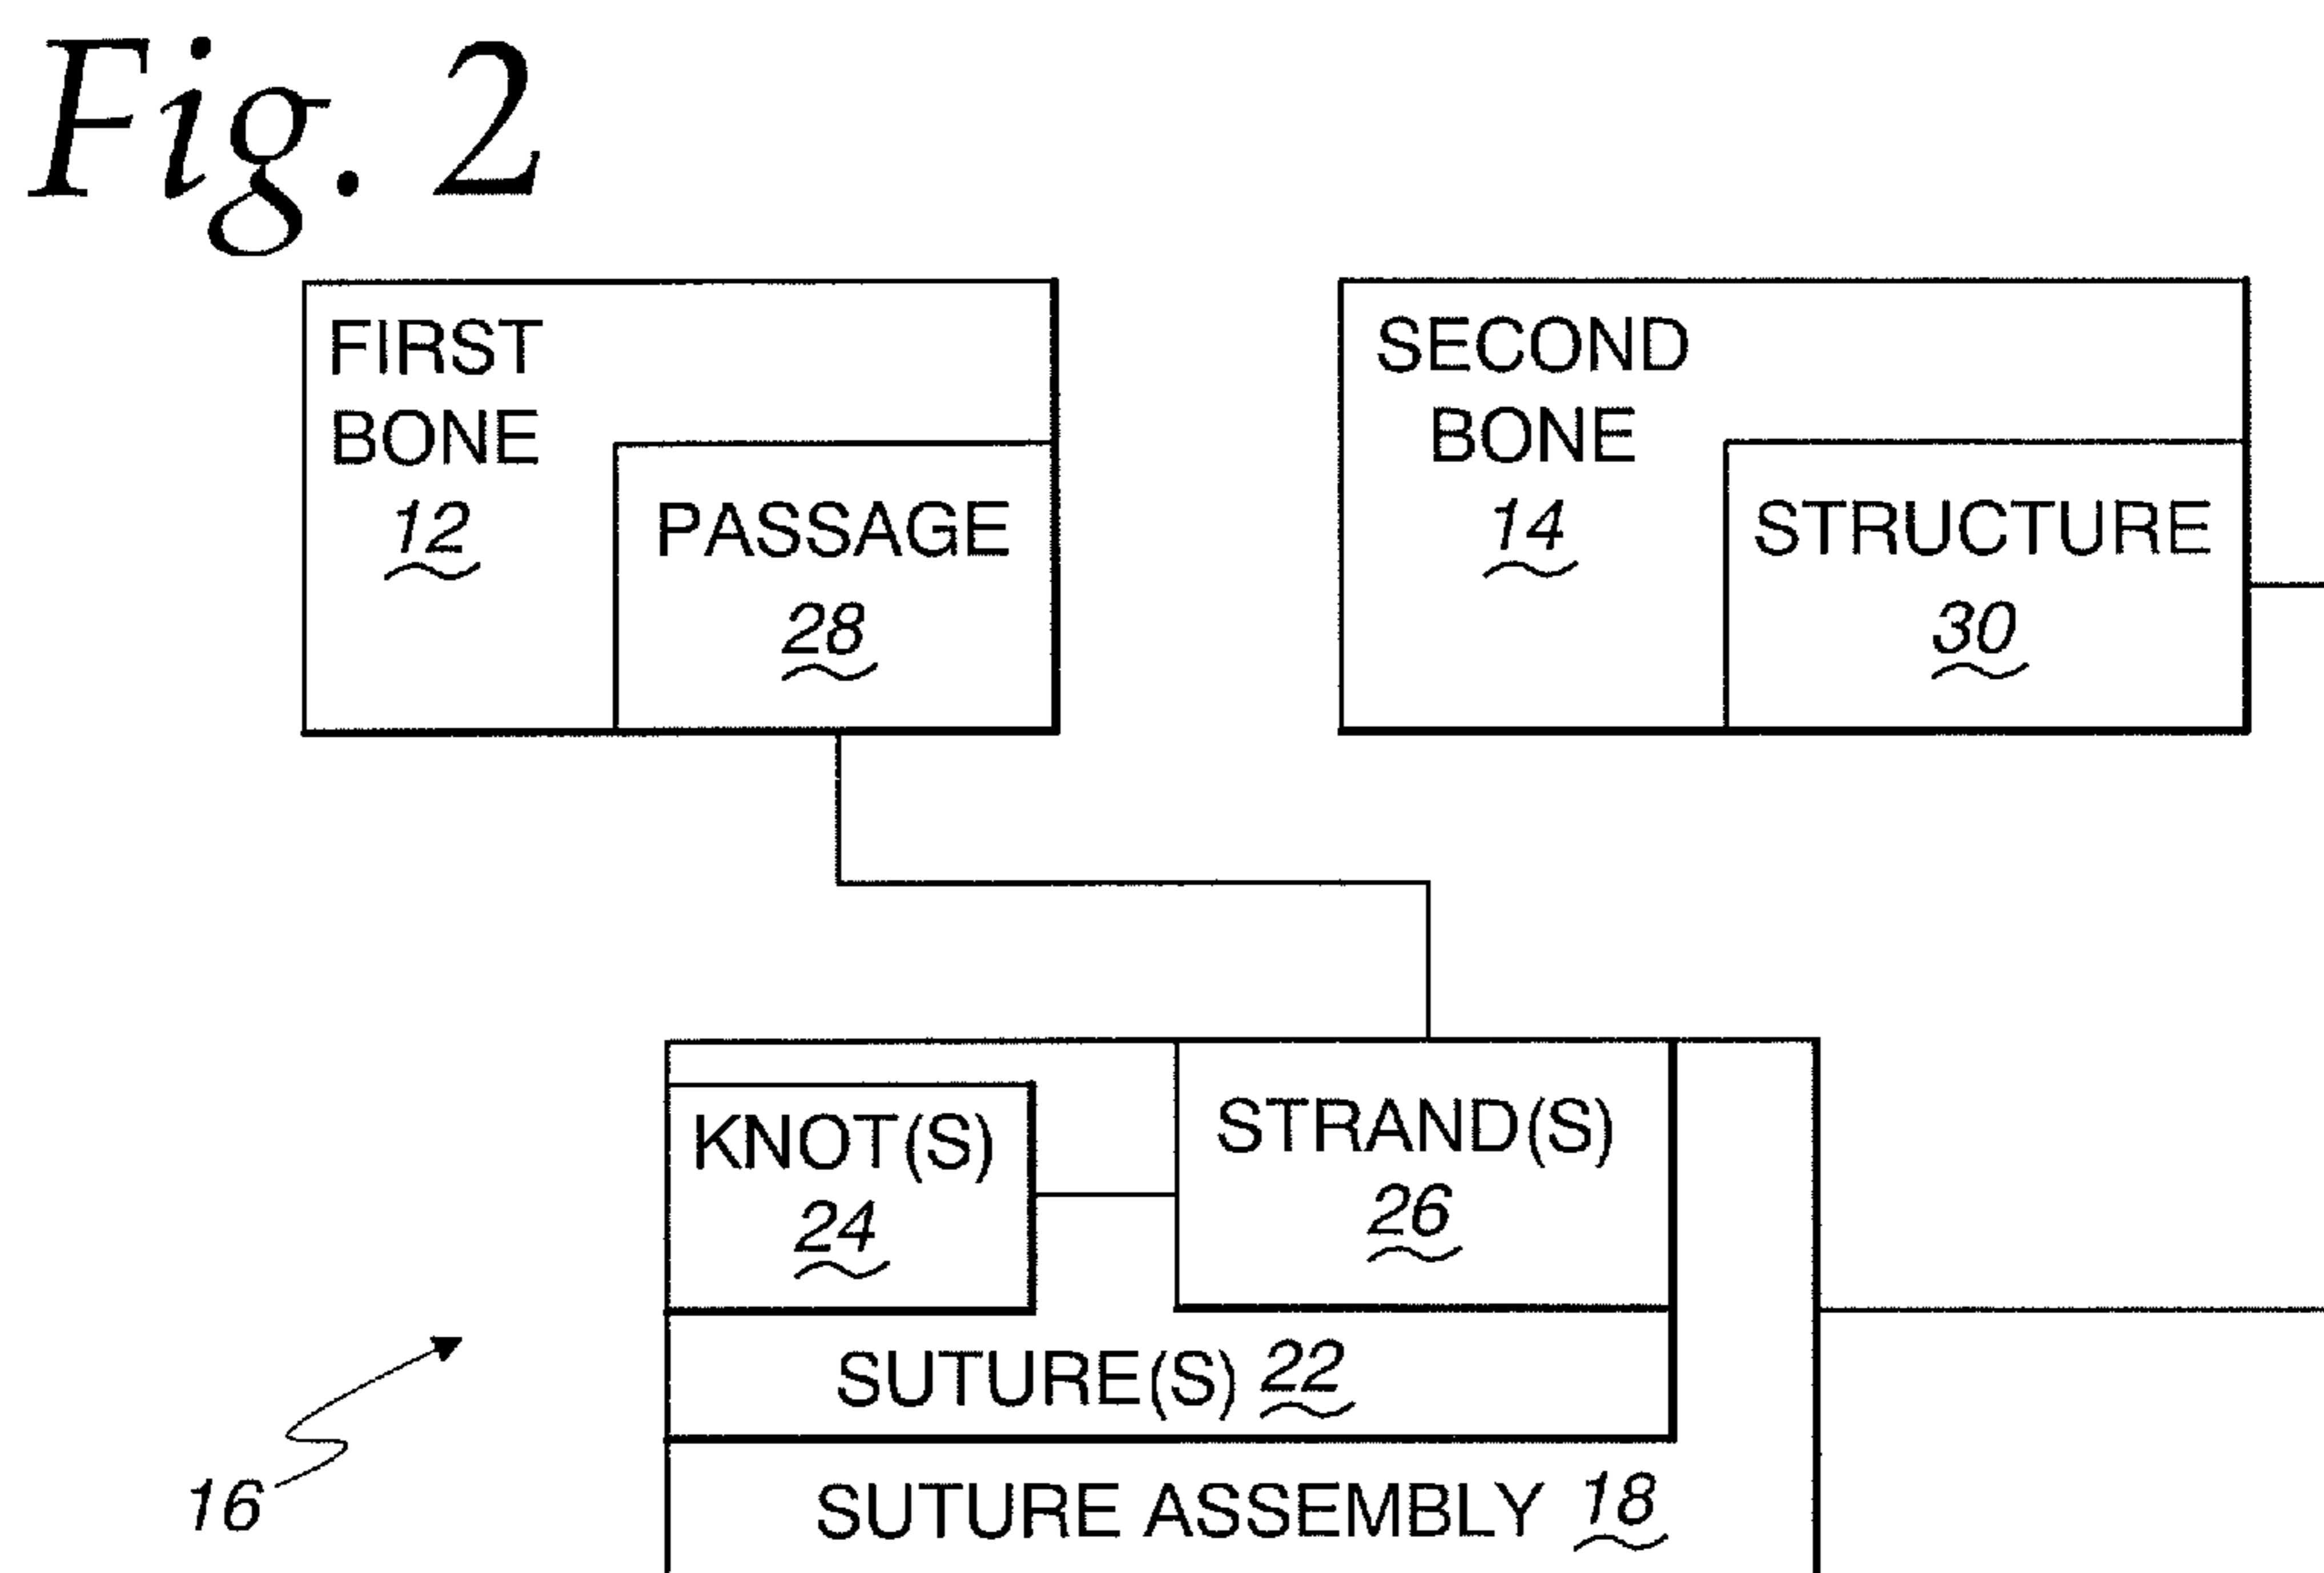 Fig. 2
FIRST
BONE
12
PASSAGE
28
SECOND
BONE
14
STRUCTURE
30
KNOT(S)
24
STRAND(S)
26
SUTURE(S) 22
SUTURE ASSEMBLY 18
16